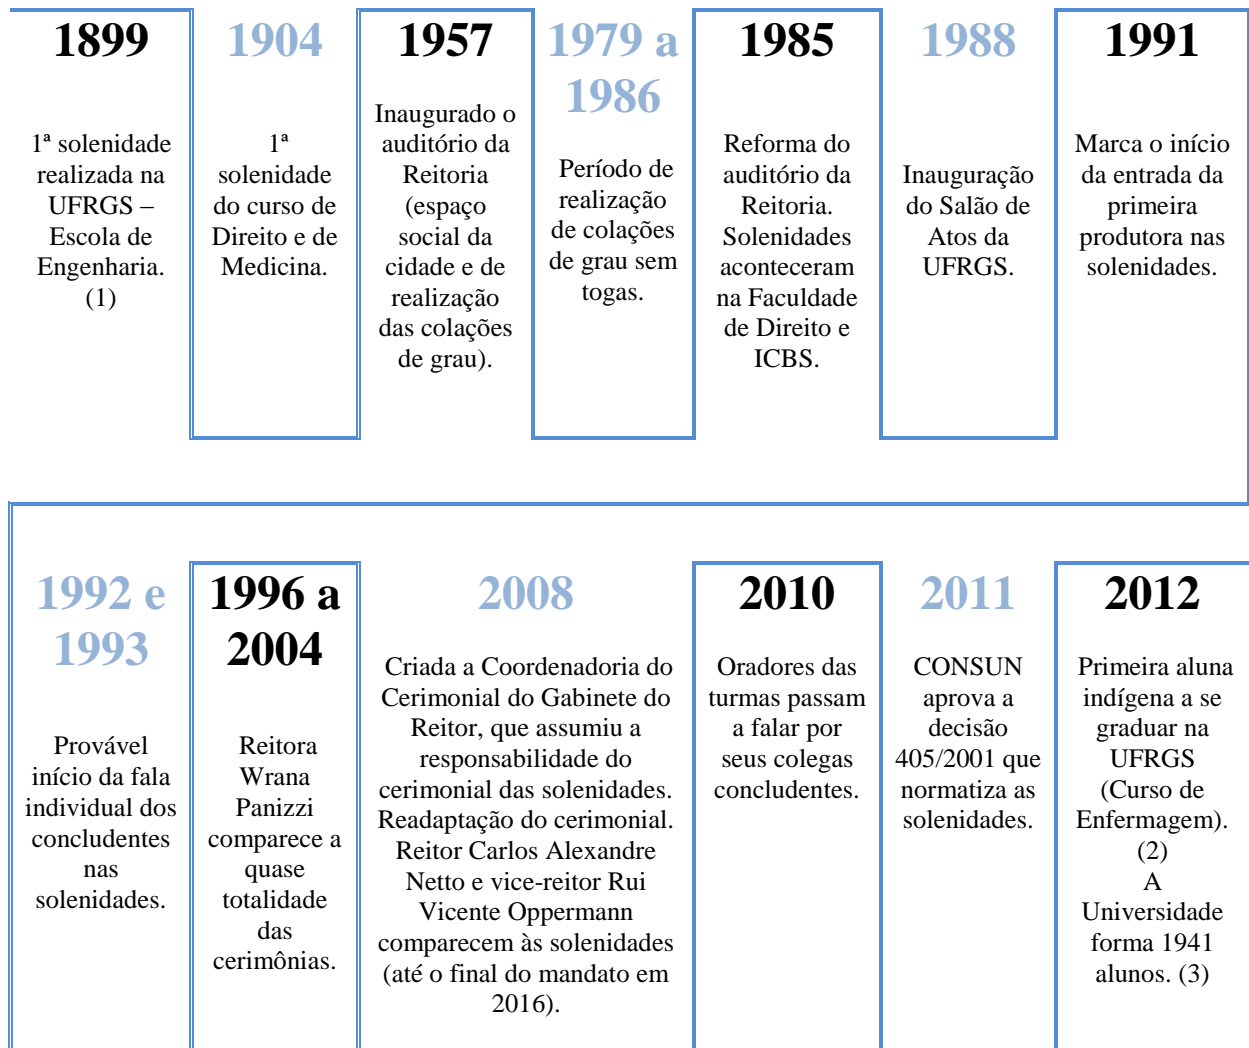 1899
1ª solenidade
realizada na
UFRGS –
Escola de
Engenharia.
(1)
1904
1ª
solenidade
do curso de
Direito e de
Medicina.
1957
Inaugurado o
auditório da
Reitoria
(espaço
social da
cidade e de
realização
das colações
de grau).
1979 a
1986
Período de
realização
de colações
de grau sem
togas.
1985
Reforma do
auditório da
Reitoria.
Solenidades
aconteceram
na Faculdade
de Direito e
ICBS.
1988
Inauguração
do Salão de
Atos da
UFRGS.
1991
Marca o início
da entrada da
primeira
produtora nas
solenidades.
1992 e
1993
Provável
início da fala
individual dos
concludentes
nas
solenidades.
1996 a
2004
Reitora
Wrana
Panizzi
comparece a
quase
totalidade
das
cerimônias.
2008
Criada a Coordenadoria do
Cerimonial do Gabinete do
Reitor, que assumiu a
responsabilidade do
cerimonial das solenidades.
Readaptação do cerimonial.
Reitor Carlos Alexandre
Netto e vice-reitor Rui
Vicente Oppermann
comparecem às solenidades
(até o final do mandato em
2016).
2010
Oradores das
turmas passam
a falar por
seus colegas
concludentes.
2011
CONSUN
aprova a
decisão
405/2001 que
normatiza as
solenidades.
2012
Primeira aluna
indígena a se
graduar na
UFRGS
(Curso de
Enfermagem).
(2)
A
Universidade
forma 1941
alunos. (3)